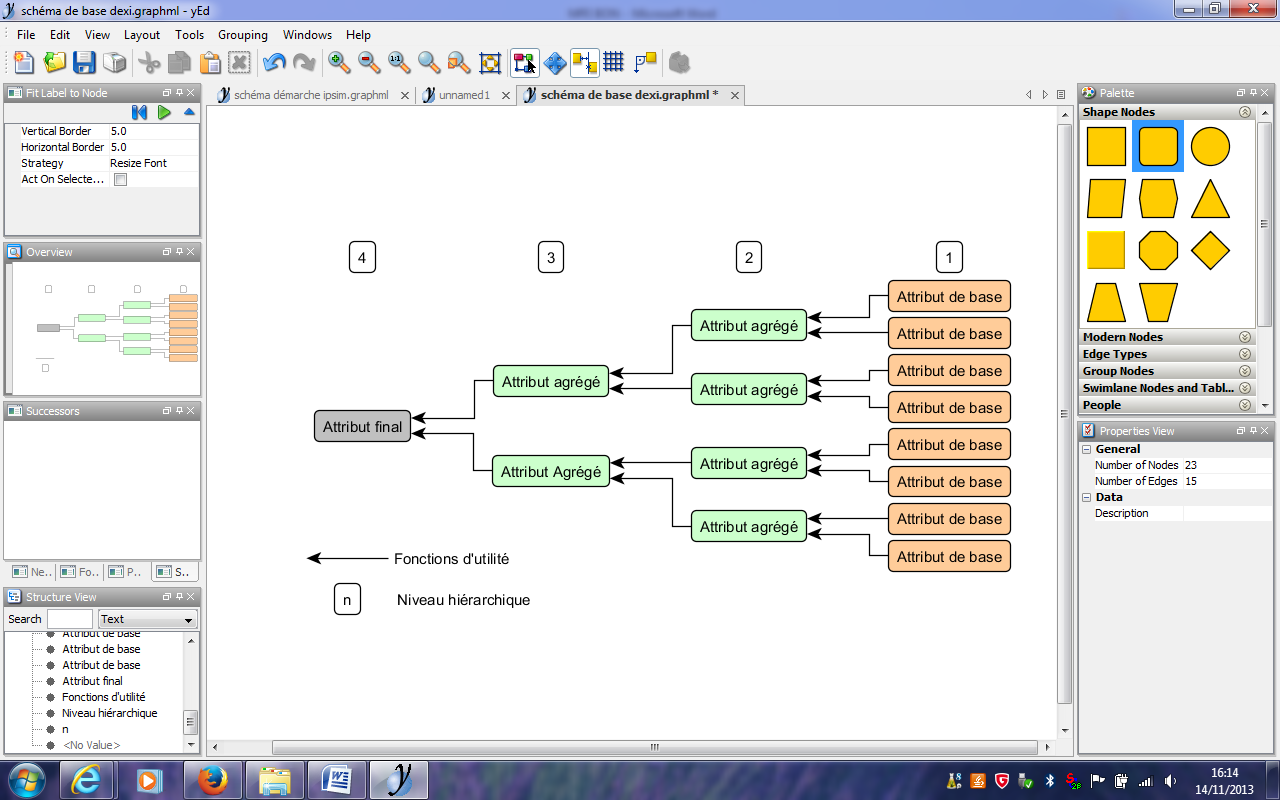 schéma de base dexi.graphml - yEd
File Edit View Layout Tools Grouping Windows Help
Fit Label to Node
Vertical Border 5.0
Horizontal Border 5.0
Strategy Resize Font
Act On Selecte...
Overview
Successors
Ne.. Fo.. P.. S..
Structure View
Search Text
Attribut de base
Attribut de base
Attribut de base
Attribut final
Fonctions d'utilité
Niveau hiérarchique
n
<No Value>
schéma démarche ipsim.graphml unnamed1 schéma de base dexi.graphml *
4 3 2 1
Attribut de base
Attribut agrégé
Attribut de base
Attribut de base
Attribut agrégé
Attribut agrégé
Attribut de base
Attribut final
Attribut de base
Attribut agrégé
Attribut Agrégé
Attribut de base
Attribut de base
Attribut agrégé
Attribut de base
Fonctions d'utilité
n Niveau hiérarchique
Palette
Shape Nodes
Modern Nodes
Edge Types
Group Nodes
Swimlane Nodes and Tabl...
People
Properties View
General
Number of Nodes 23
Number of Edges 15
Data
Description
16:14
14/11/2013